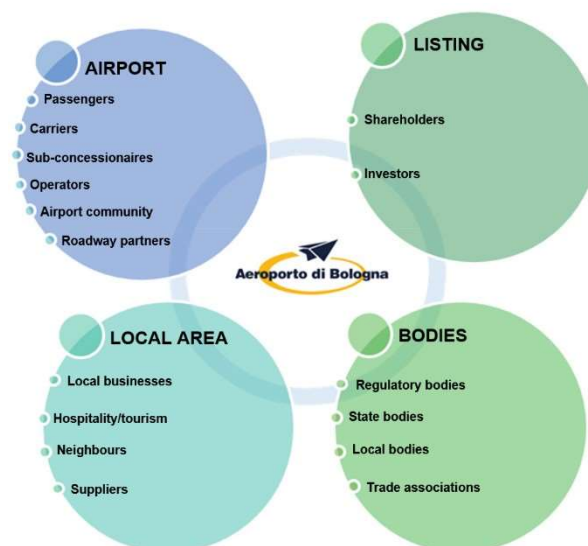 AIRPORT
Passengers
Carriers
Sub-concessionaires
Operators
Airport community
Roadway partners
LISTING
Shareholders
Investors
Aeroporto di Bologna
LOCAL AREA
Local businesses
Hospitality/tourism
Neighbours
Suppliers
BODIES
Regulatory bodies
State bodies
Local bodies
Trade associations